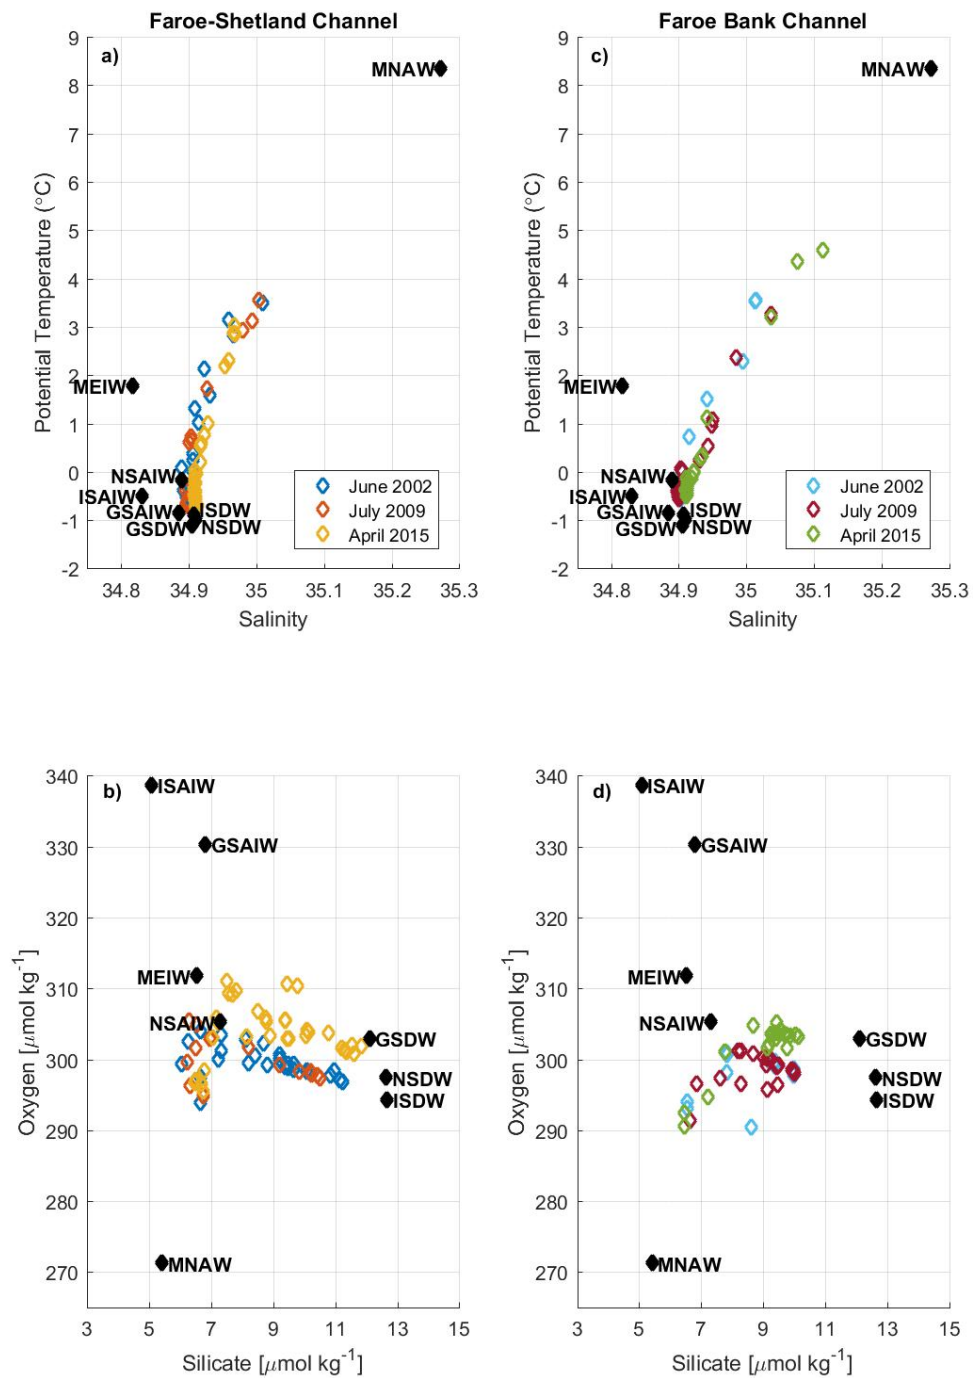 Faroe-Shetland Channel
a)
9
8
7
6
5
4
3
2
1
0
-1
-2
Potential Temperature (°C)
MNAW
MEIW
NSAIW
ISAIW
GSAIW
ISDW
GSDW
NSDW
June 2002
July 2009
April 2015
34.8 34.9 35 35.1 35.2 35.3
Salinity
Faroe Bank Channel
c)
9
8
7
6
5
4
3
2
1
0
-1
-2
Potential Temperature (°C)
MNAW
MEIW
NSAIW
ISAIW
GSAIW
ISDW
GSDW
NSDW
June 2002
July 2009
April 2015
34.8 34.9 35 35.1 35.2 35.3
Salinity
b)
340
330
320
310
300
290
280
270
Oxygen [μmol kg⁻¹]
ISAIW
GSAIW
MEIW
NSAIW
GSDW
NSDW
ISDW
MNAW
3 5 7 9 11 13 15
Silicate [μmol kg⁻¹]
d)
340
330
320
310
300
290
280
270
Oxygen [μmol kg⁻¹]
ISAIW
GSAIW
MEIW
NSAIW
GSDW
NSDW
ISDW
MNAW
3 5 7 9 11 13 15
Silicate [μmol kg⁻¹]